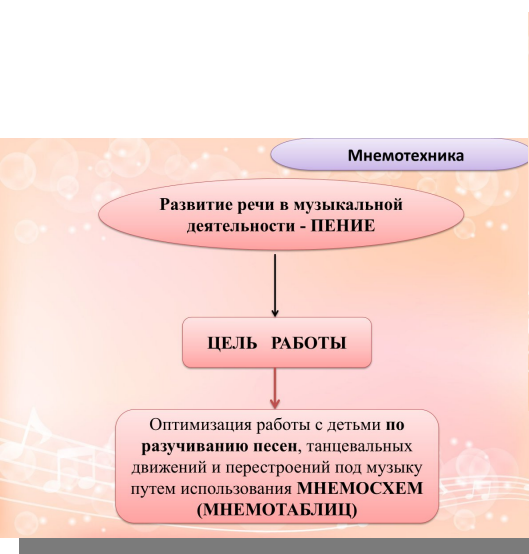 Мнемотехника
Развитие речи в музыкальной
деятельности - ПЕНИЕ
ЦЕЛЬ РАБОТЫ
Оптимизация работы с детьми по
разучиванию песен, танцевальных
движений и перестроений под музыку
путем использования МНЕМОСХЕМ
(МНЕМОТАБЛИЦ)